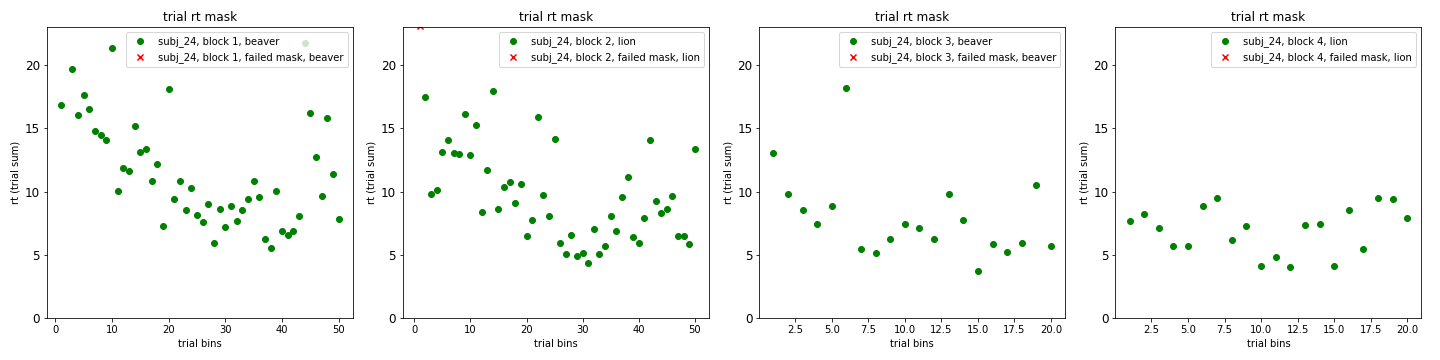 trial rt mask
subj_24, block 1, beaver
subj_24, block 1, failed mask, beaver
rt (trial sum)
20
15
10
5
0
0 10 20 30 40 50
trial bins
trial rt mask
subj_24, block 2, lion
subj_24, block 2, failed mask, lion
rt (trial sum)
20
15
10
5
0
0 10 20 30 40 50
trial bins
trial rt mask
subj_24, block 3, beaver
subj_24, block 3, failed mask, beaver
rt (trial sum)
20
15
10
5
0
2.5 5.0 7.5 10.0 12.5 15.0 17.5 20.0
trial bins
trial rt mask
subj_24, block 4, lion
subj_24, block 4, failed mask, lion
rt (trial sum)
20
15
10
5
0
2.5 5.0 7.5 10.0 12.5 15.0 17.5 20.0
trial bins